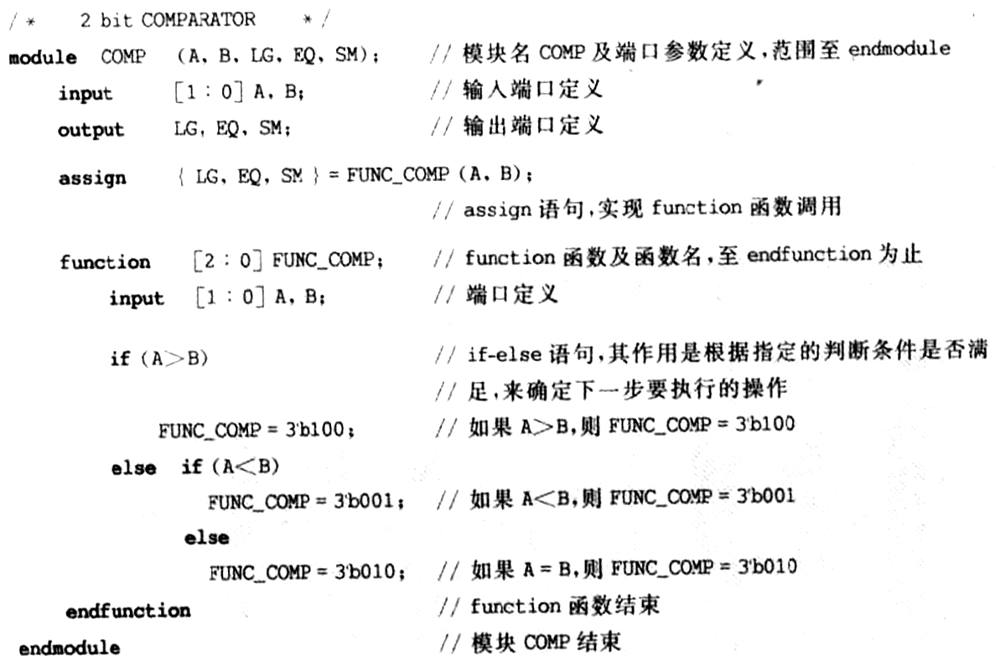 /*    2 bit COMPARATOR    */
module  COMP  (A, B, LG, EQ, SM);    // 模块名 COMP 及端口参数定义,范围至 endmodule
input    [1:0] A, B;    // 输入端口定义
output    LG, EQ, SM;    // 输出端口定义
assign    { LG, EQ, SM } = FUNC_COMP (A, B);
// assign 语句,实现 function 函数调用
function    [2:0] FUNC_COMP;    // function 函数及函数名,至 endfunction 为止
input  [1:0] A, B;    // 端口定义
if (A>B)    // if-else 语句,其作用是根据指定的判断条件是否满
// 足,来确定下一步要执行的操作
FUNC_COMP = 3'b100;    // 如果 A>B,则 FUNC_COMP = 3'b100
else  if (A<B)
FUNC_COMP = 3'b001;    // 如果 A<B,则 FUNC_COMP = 3'b001
else
FUNC_COMP = 3'b010;    // 如果 A = B,则 FUNC_COMP = 3'b010
endfunction    // function 函数结束
endmodule    // 模块 COMP 结束